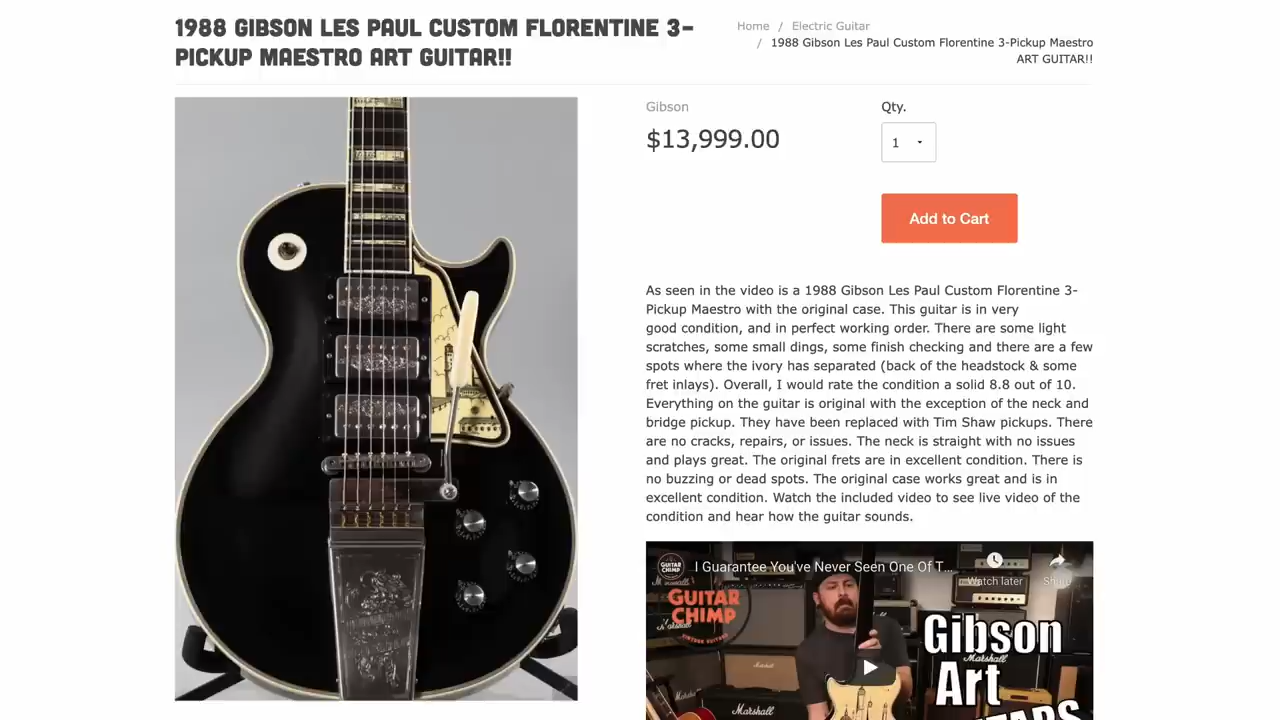 1988 GIBSON LES PAUL CUSTOM FLORENTINE 3-
PICKUP MAESTRO ART GUITAR!!
Home / Electric Guitar
/ 1988 Gibson Les Paul Custom Florentine 3-Pickup Maestro
ART GUITAR!!
Gibson
$13,999.00
Qty.
1
Add to Cart
As seen in the video is a 1988 Gibson Les Paul Custom Florentine 3-
Pickup Maestro with the original case. This guitar is in very
good condition, and in perfect working order. There are some light
scratches, some small dings, some finish checking and there are a few
spots where the ivory has separated (back of the headstock & some
fret inlays). Overall, I would rate the condition a solid 8.8 out of 10.
Everything on the guitar is original with the exception of the neck and
bridge pickup. They have been replaced with Tim Shaw pickups. There
are no cracks, repairs, or issues. The neck is straight with no issues
and plays great. The original frets are in excellent condition. There is
no buzzing or dead spots. The original case works great and is in
excellent condition. Watch the included video to see live video of the
condition and hear how the guitar sounds.
GUITAR
CHIMP
I Guarantee You've Never Seen One Of T...
Watch later
Share
GUITAR
CHIMP
VINTAGE GUITARS
Gibson
Art
Marshall
Marshall
Marshall